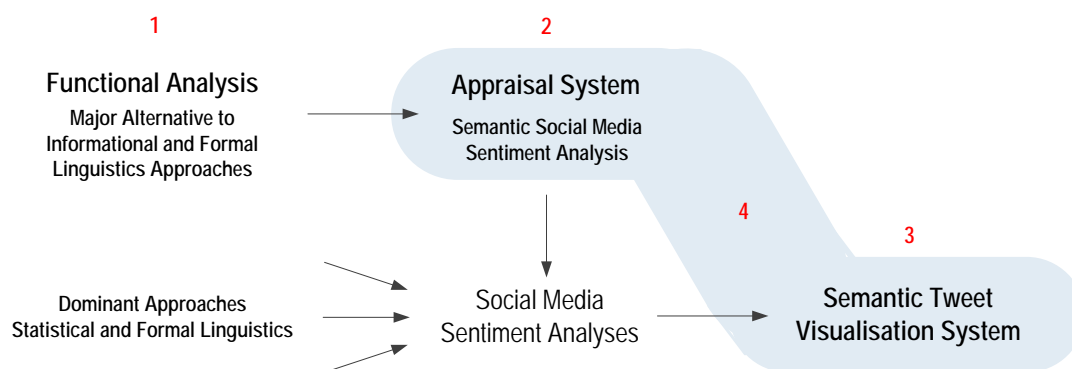 1
Functional Analysis
Major Alternative to
Informational and Formal
Linguistics Approaches
2
Appraisal System
Semantic Social Media
Sentiment Analysis
4
3
Dominant Approaches
Statistical and Formal Linguistics
Social Media
Sentiment Analyses
Semantic Tweet
Visualisation System